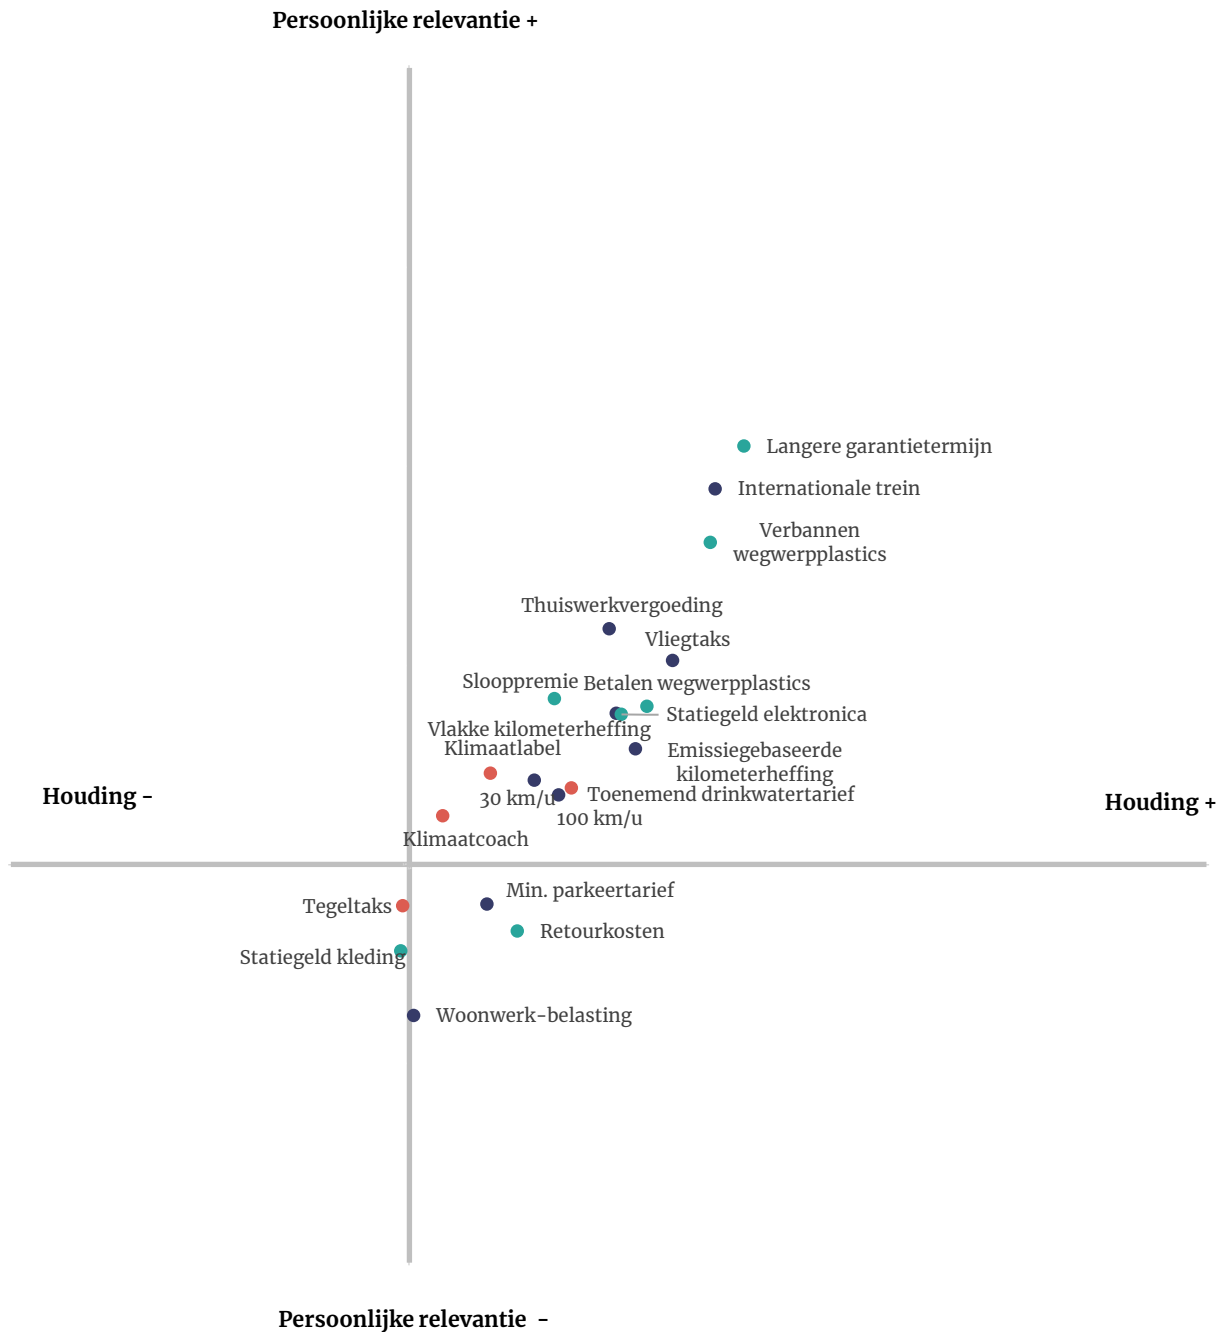 Persoonlijke relevantie +
Langere garantietermijn
Internationale trein
Verbannen
wegwerpplastics
Thuiswerkvergoeding
Vliegtaks
Slooppremie
Betalen wegwerpplastics
Statiegeld elektronica
Vlakke kilometerheffing
Klimaatlabel
Emissiegebaseerde
kilometerheffing
Houding -
30 km/u
Toenemend drinkwatertarief
Houding +
100 km/u
Klimaatcoach
Min. parkeertarief
Tegeltaks
Retourkosten
Statiegeld kleding
Woonwerk-belasting
Persoonlijke relevantie -